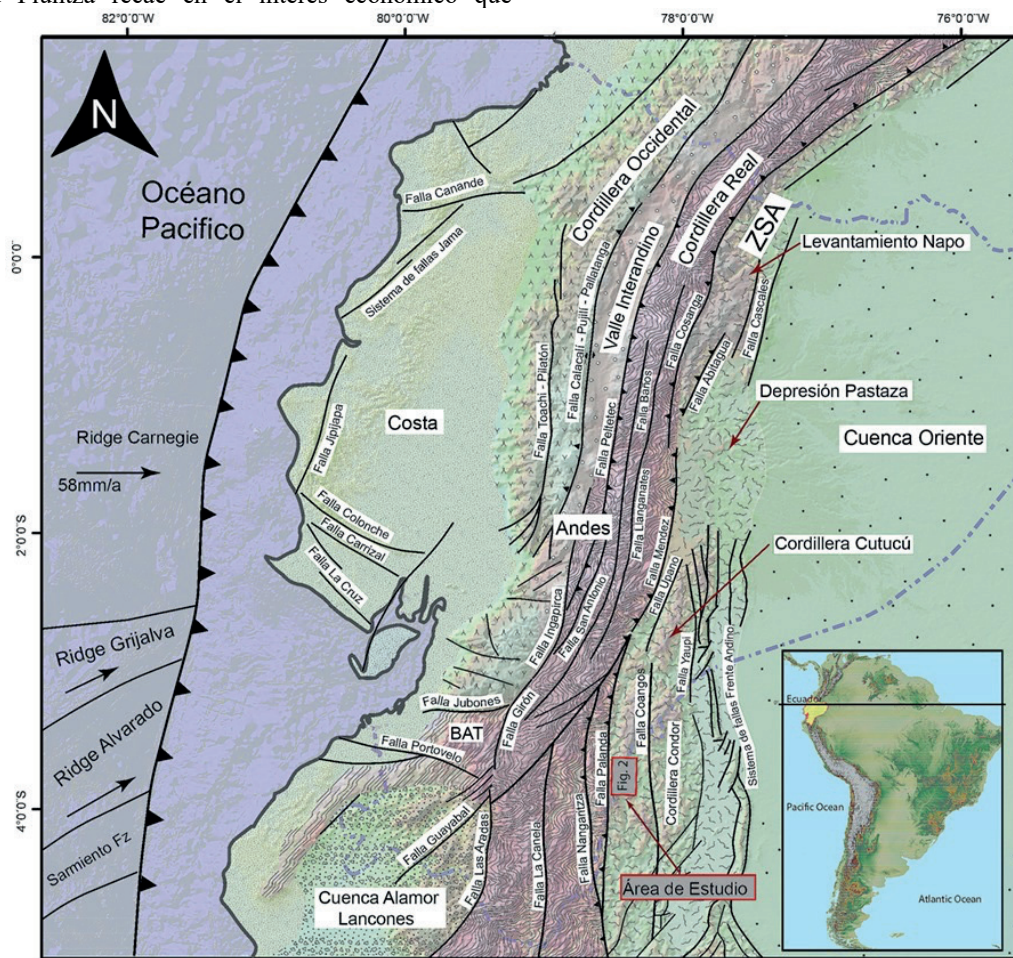 Plantza recae en el interés económico que
82°0'0"O
80°0'0"O
78°0'0"O
76°0'0"O
N
Océano
Pacifico
0°0'0"
2°0'0"S
4°0'0"S
Cordillera Occidental
Cordillera Real
Valle Interandino
ZSA
Levantamiento Napo
Falla Canande
Sistema de fallas Jama
Falla Cascales
Falla Cosanga
Falla Abitagua
Falla Calacalí - Pujilí - Pallatanga
Falla Toachi - Pilatón
Falla Peltetec
Falla Baños
Depresión Pastaza
Cuenca Oriente
Costa
Falla Jipijapa
Ridge Carnegie
58mm/a
Falla Colonche
Falla Carrizal
Falla La Cruz
Andes
Falla Llanganates
Falla Mendez
Falla Upano
Cordillera Cutucú
Falla Ingapirca
Falla San Antonio
Falla Yaupi
Sistema de fallas Frente Andino
Ridge Grijalva
Ridge Alvarado
Sarmiento Fz
Falla Jubones
Falla Girón
BAT
Falla Portovelo
Falla Palanda
Falla Coangos
Cordillera Condor
Fig. 2
Falla Guayabal
Falla Las Aradas
Falla La Canela
Falla Nangantza
Área de Estudio
Cuenca Alamor
Lancones
Ecuador
Pacific Ocean
Atlantic Ocean